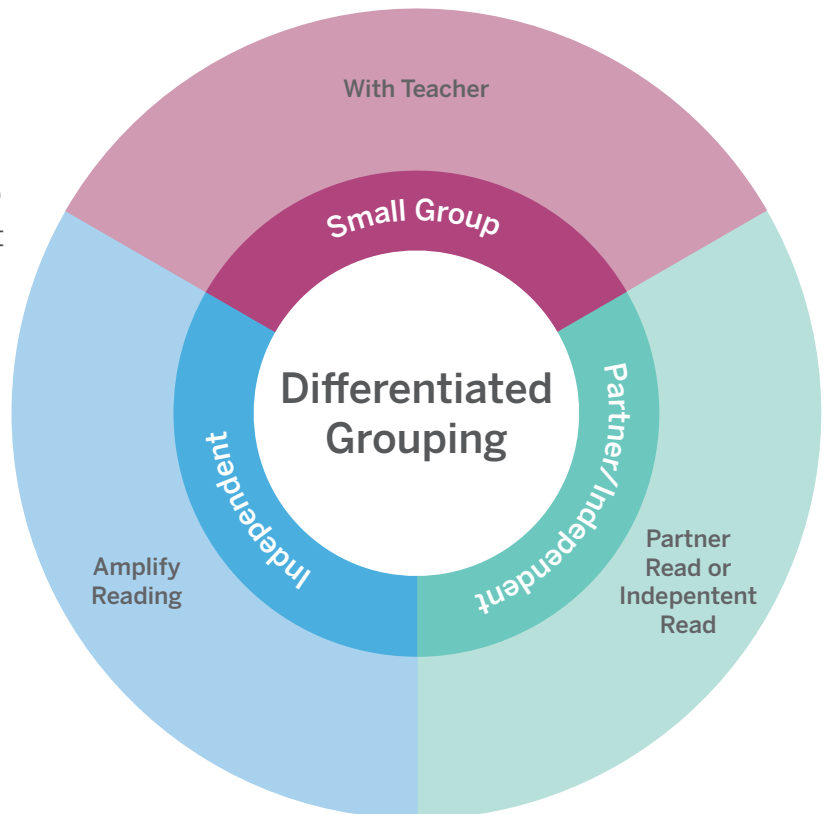 With Teacher
Small Group
Differentiated
Grouping
Partner/Independent
Independent
Amplify
Reading
Partner
Read or
Indepentent
Read